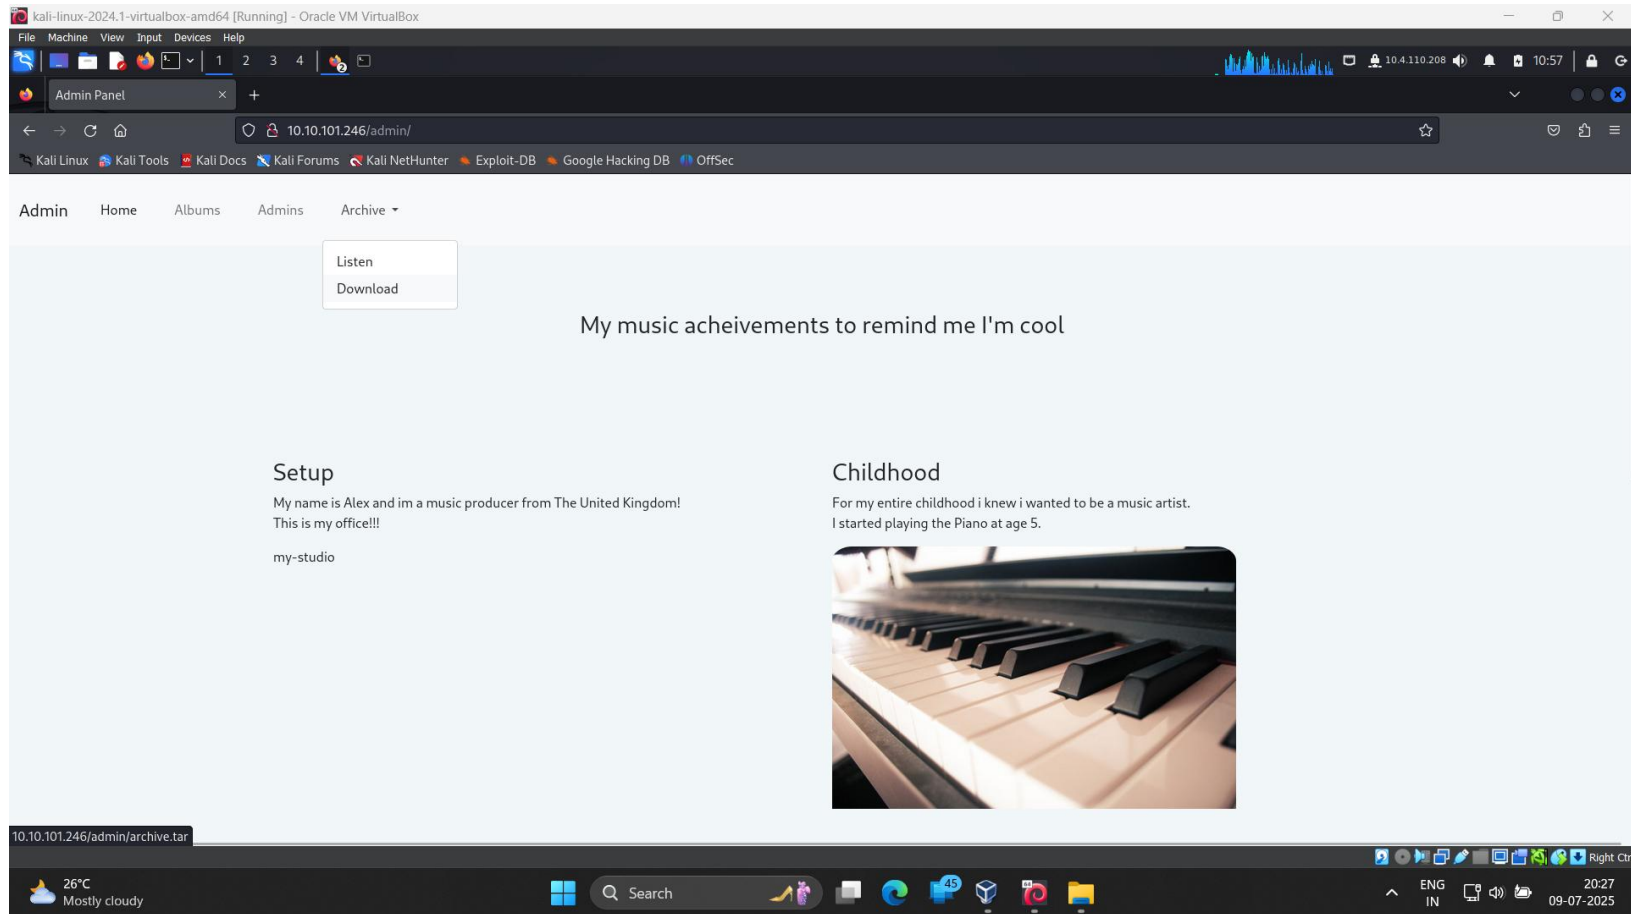 kali-linux-2024.1-virtualbox-amd64 [Running] - Oracle VM VirtualBox
File Machine View Input Devices Help
1 2 3 4 2 10.4.110.208 10:57
Admin Panel
10.10.101.246/admin/
Kali Linux Kali Tools Kali Docs Kali Forums Kali NetHunter Exploit-DB Google Hacking DB OffSec
Admin Home Albums Admins Archive
Listen
Download
My music acheivements to remind me I'm cool
Setup
My name is Alex and im a music producer from The United Kingdom!
This is my office!!!
my-studio
Childhood
For my entire childhood i knew i wanted to be a music artist.
I started playing the Piano at age 5.
10.10.101.246/admin/archive.tar
Right Ctr
26°C
Mostly cloudy
Search
45
ENG
IN
20:27
09-07-2025